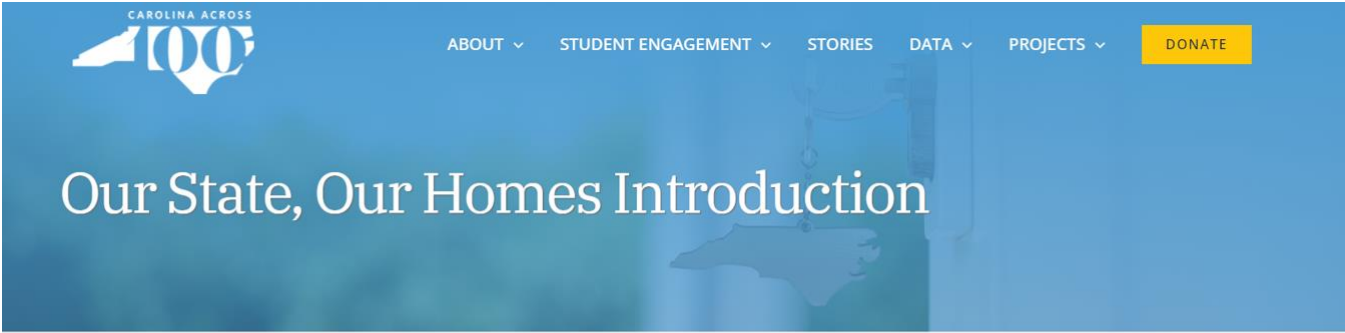 CAROLINA ACROSS
100
ABOUT STUDENT ENGAGEMENT STORIES DATA PROJECTS DONATE
Our State, Our Homes Introduction